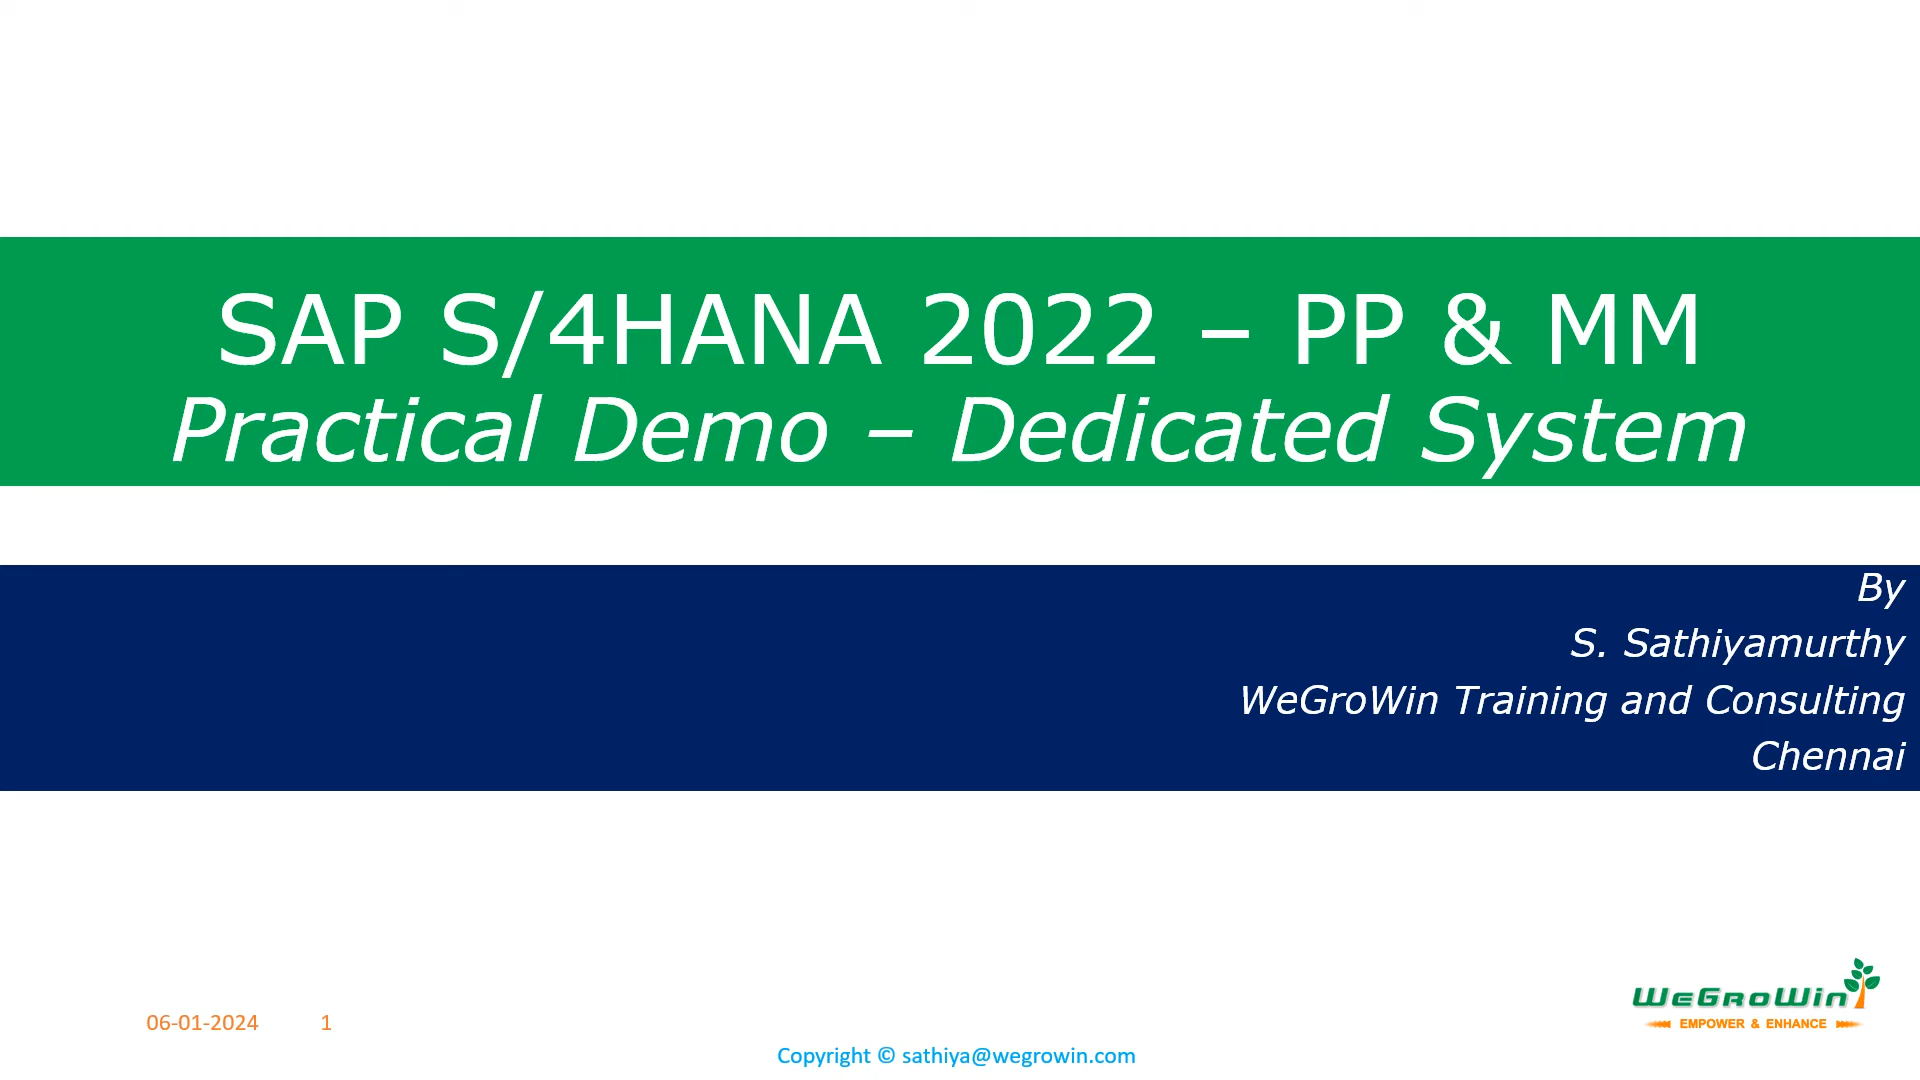 SAP S/4HANA 2022 – PP & MM
Practical Demo – Dedicated System
By
S. Sathiyamurthy
WeGroWin Training and Consulting
Chennai
WeGroWin
EMPOWER & ENHANCE
06-01-2024
1
Copyright © sathiya@wegrowin.com